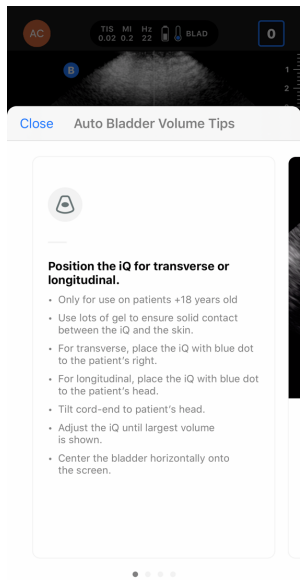 AC
TIS MI Hz
0.02 0.2 22
BLAD
0
B
1
2
Close Auto Bladder Volume Tips
Position the iQ for transverse or
longitudinal.
• Only for use on patients +18 years old
• Use lots of gel to ensure solid contact
between the iQ and the skin.
• For transverse, place the iQ with blue dot
to the patient's right.
• For longitudinal, place the iQ with blue dot
to the patient's head.
• Tilt cord-end to patient's head.
• Adjust the iQ until largest volume
is shown.
• Center the bladder horizontally onto
the screen.